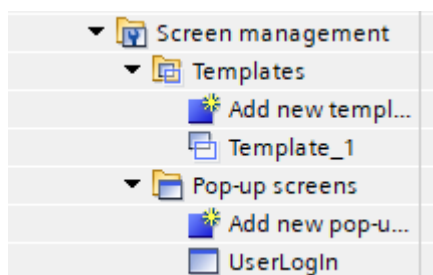 Screen management
Templates
Add new templ...
Template_1
Pop-up screens
Add new pop-u...
UserLogIn